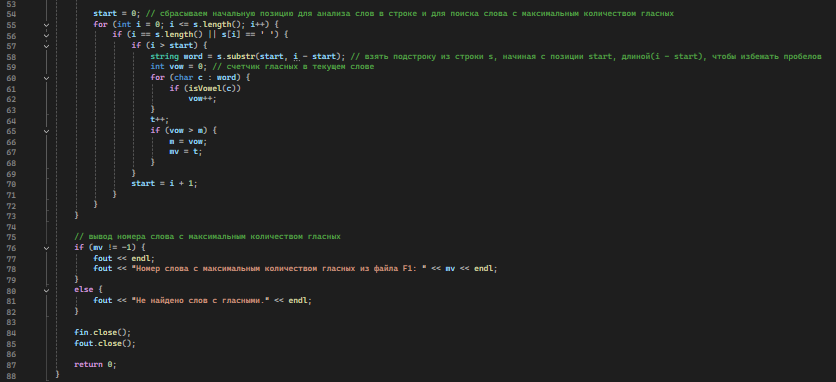 53
54 start = 0; // сбрасываем начальную позицию для анализа слов в строке и для поиска слова с максимальным количеством гласных
55 for (int i = 0; i <= s.length(); i++) {
56 if (i == s.length() || s[i] == ' ') {
57 if (i > start) {
58 string word = s.substr(start, i - start); // взять подстроку из строки s, начиная с позиции start, длиной(i - start), чтобы избежать пробелов
59 int vow = 0; // счетчик гласных в текущем слове
60 for (char c : word) {
61 if (isVowel(c))
62 vow++;
63 }
64 t++;
65 if (vow > m) {
66 m = vow;
67 mv = t;
68 }
69 }
70 start = i + 1;
71 }
72 }
73 }
74
75 // вывод номера слова с максимальным количеством гласных
76 if (mv != -1) {
77 fout << endl;
78 fout << "Номер слова с максимальным количеством гласных из файла F1: " << mv << endl;
79 }
80 else {
81 fout << "Не найдено слов с гласными." << endl;
82 }
83
84 fin.close();
85 fout.close();
86
87 return 0;
88 }